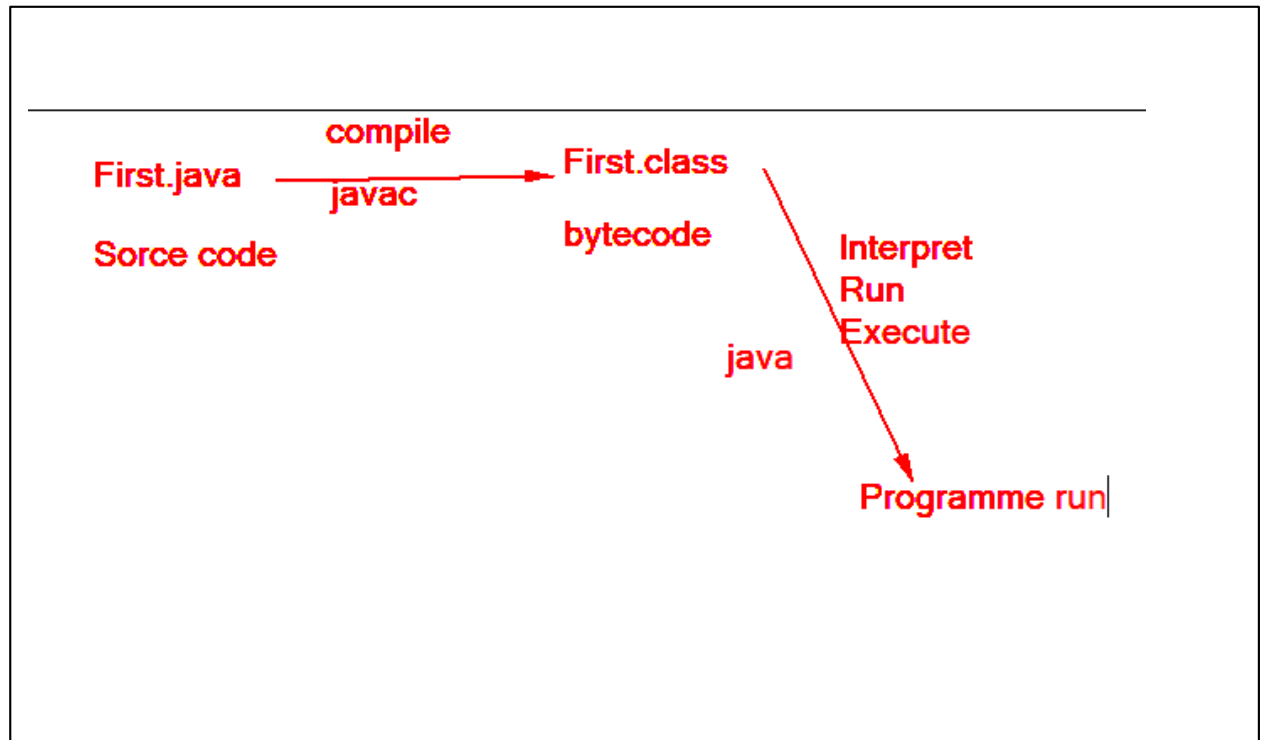 compile
First.java
javac
First.class
Sorce code
bytecode
Interpret
Run
Execute
java
Programme run